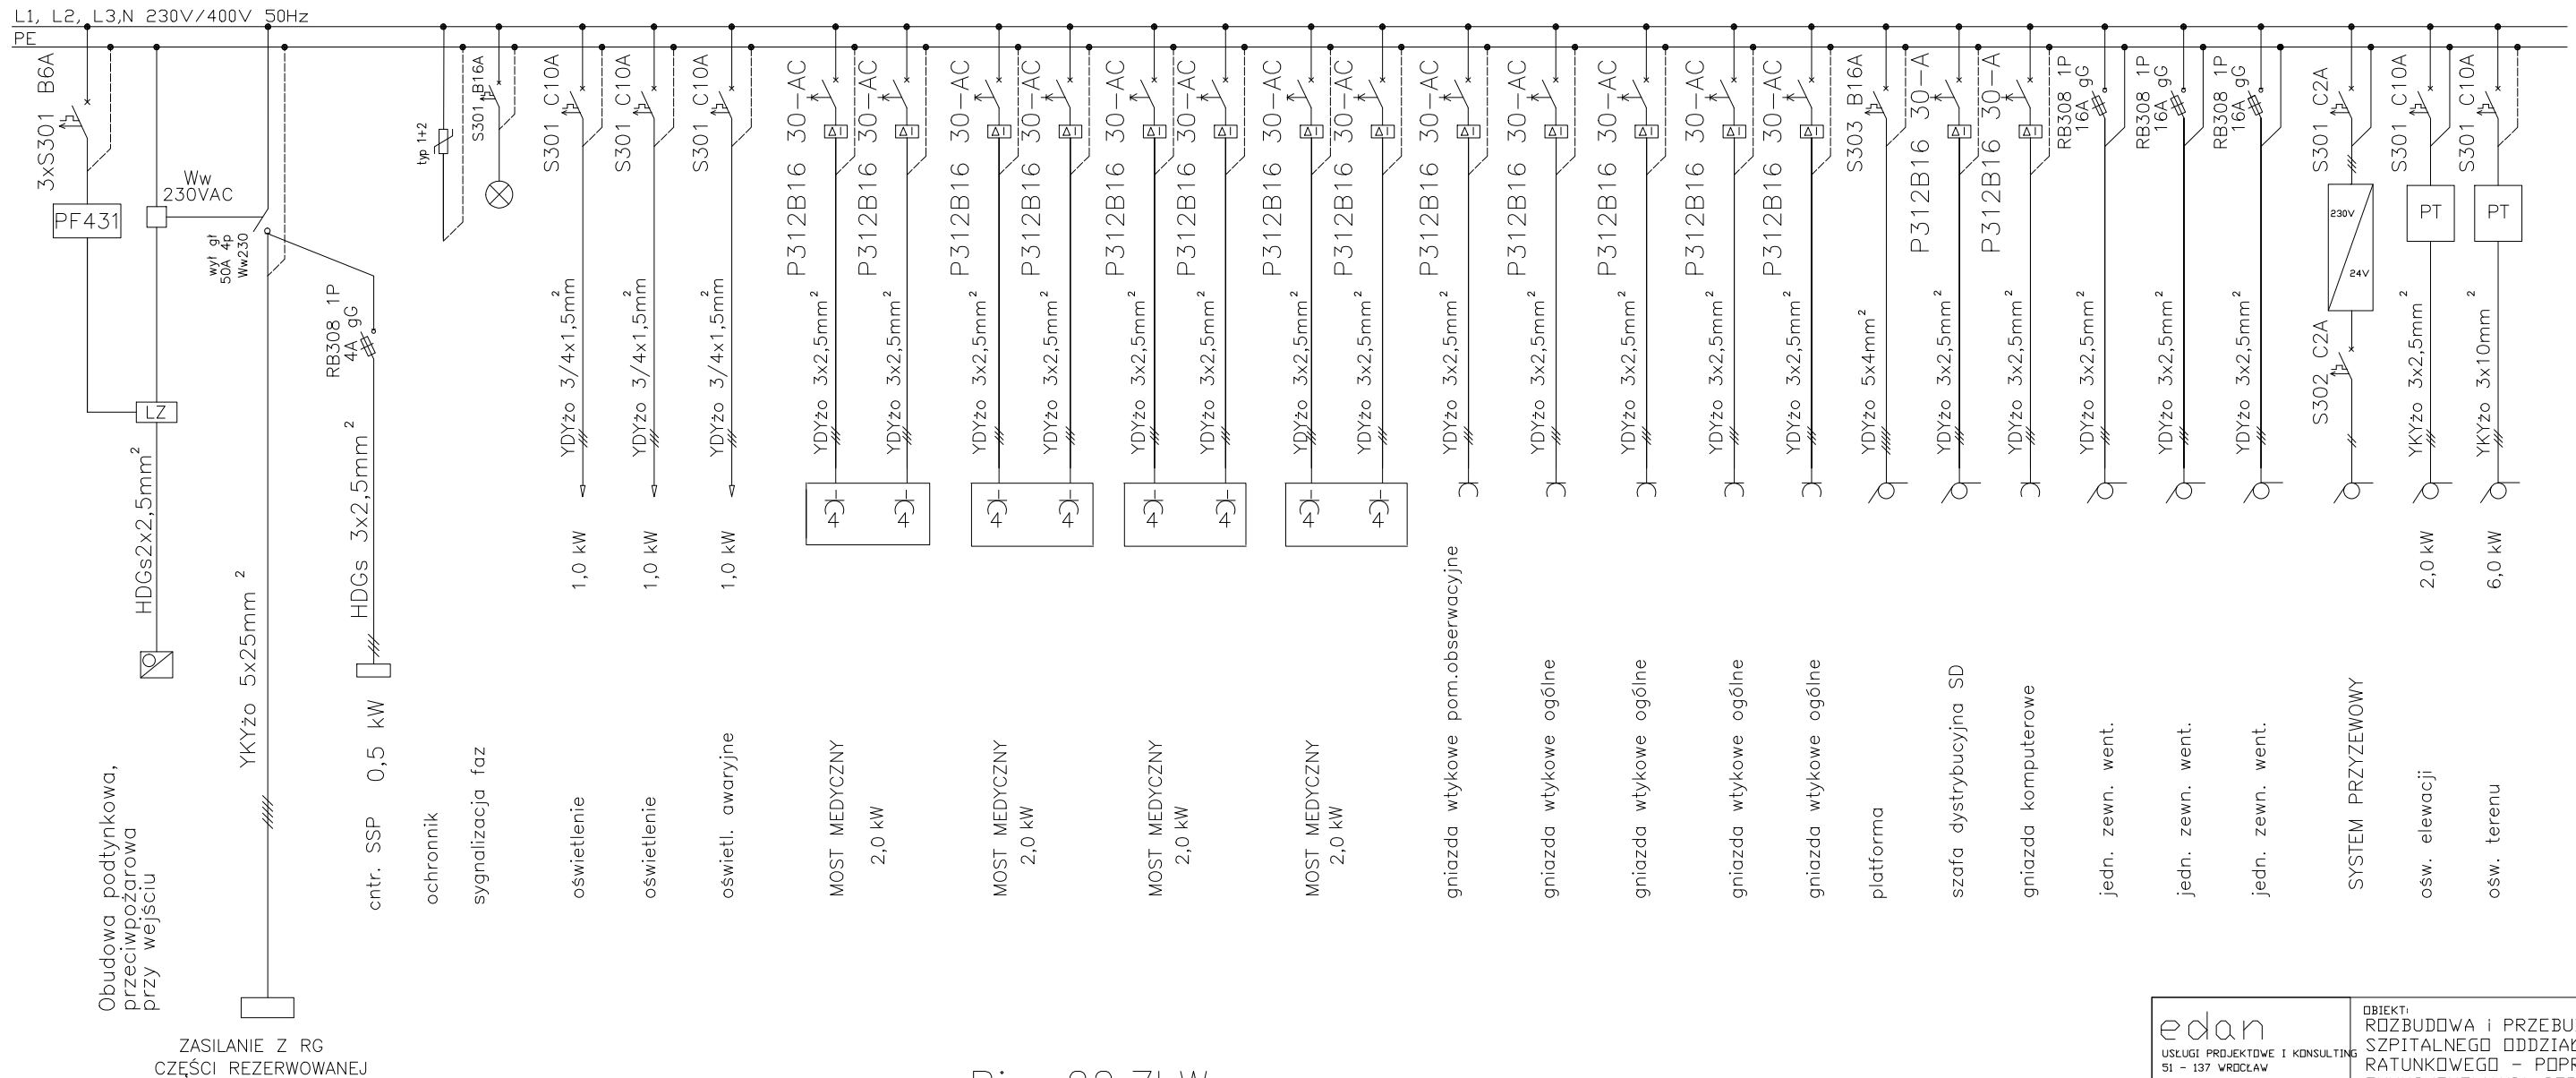 L1, L2, L3,N 230V/400V 50Hz
PE
3xS301 B6A
PF431
Ww
230VAC
wył gł
50A 4p
Ww230
LZ
HDGs2x2,5mm²
Obudowa podtynkowa,
przeciwpożarowa
przy wejściu
YKYżo 5x25mm²
ZASILANIE Z RG
CZĘŚCI REZERWOWANEJ
RB308 1P
4A gG
HDGs 3x2,5mm²
cntr. SSP 0,5 kW
typ 1+2
ochronnik
S301 B16A
sygnalizacja faz
S301 C10A
YDYżo 3/4x1,5mm²
1,0 kW
oświetlenie
S301 C10A
YDYżo 3/4x1,5mm²
1,0 kW
oświetlenie
S301 C10A
YDYżo 3/4x1,5mm²
1,0 kW
oświetl. awaryjne
P312B16 30-AC
YDYżo 3x2,5mm²
4
P312B16 30-AC
YDYżo 3x2,5mm²
4
MOST MEDYCZNY
2,0 kW
P312B16 30-AC
YDYżo 3x2,5mm²
4
P312B16 30-AC
YDYżo 3x2,5mm²
4
MOST MEDYCZNY
2,0 kW
P312B16 30-AC
YDYżo 3x2,5mm²
4
P312B16 30-AC
YDYżo 3x2,5mm²
4
MOST MEDYCZNY
2,0 kW
P312B16 30-AC
YDYżo 3x2,5mm²
4
P312B16 30-AC
YDYżo 3x2,5mm²
4
MOST MEDYCZNY
2,0 kW
P312B16 30-AC
YDYżo 3x2,5mm²
gniazda wtykowe pom.obserwacyjne
P312B16 30-AC
YDYżo 3x2,5mm²
gniazda wtykowe ogólne
P312B16 30-AC
YDYżo 3x2,5mm²
gniazda wtykowe ogólne
P312B16 30-AC
YDYżo 3x2,5mm²
gniazda wtykowe ogólne
P312B16 30-AC
YDYżo 3x2,5mm²
gniazda wtykowe ogólne
S303 B16A
YDYżo 5x4mm²
platforma
P312B16 30-A
YDYżo 3x2,5mm²
szafa dystrybucyjna SD
P312B16 30-A
YDYżo 3x2,5mm²
gniazda komputerowe
RB308 1P
16A gG
YDYżo 3x2,5mm²
jedn. zewn. went.
RB308 1P
16A gG
YDYżo 3x2,5mm²
jedn. zewn. went.
RB308 1P
16A gG
YDYżo 3x2,5mm²
jedn. zewn. went.
S301 C2A
230V
24V
S302 C2A
SYSTEM PRZYZEWOWY
S301 C10A
PT
YKYżo 3x2,5mm²
2,0 kW
ośw. elewacji
S301 C10A
PT
YKYżo 3x10mm²
6,0 kW
ośw. terenu
edan
USŁUGI PROJEKTOWE I KONSULTING
51 - 137 WROCŁAW
OBIEKT:
ROZBUDOWA i PRZEBU
SZPITALNEGO ODDZIAŁ
RATUNKOWEGO - POPR